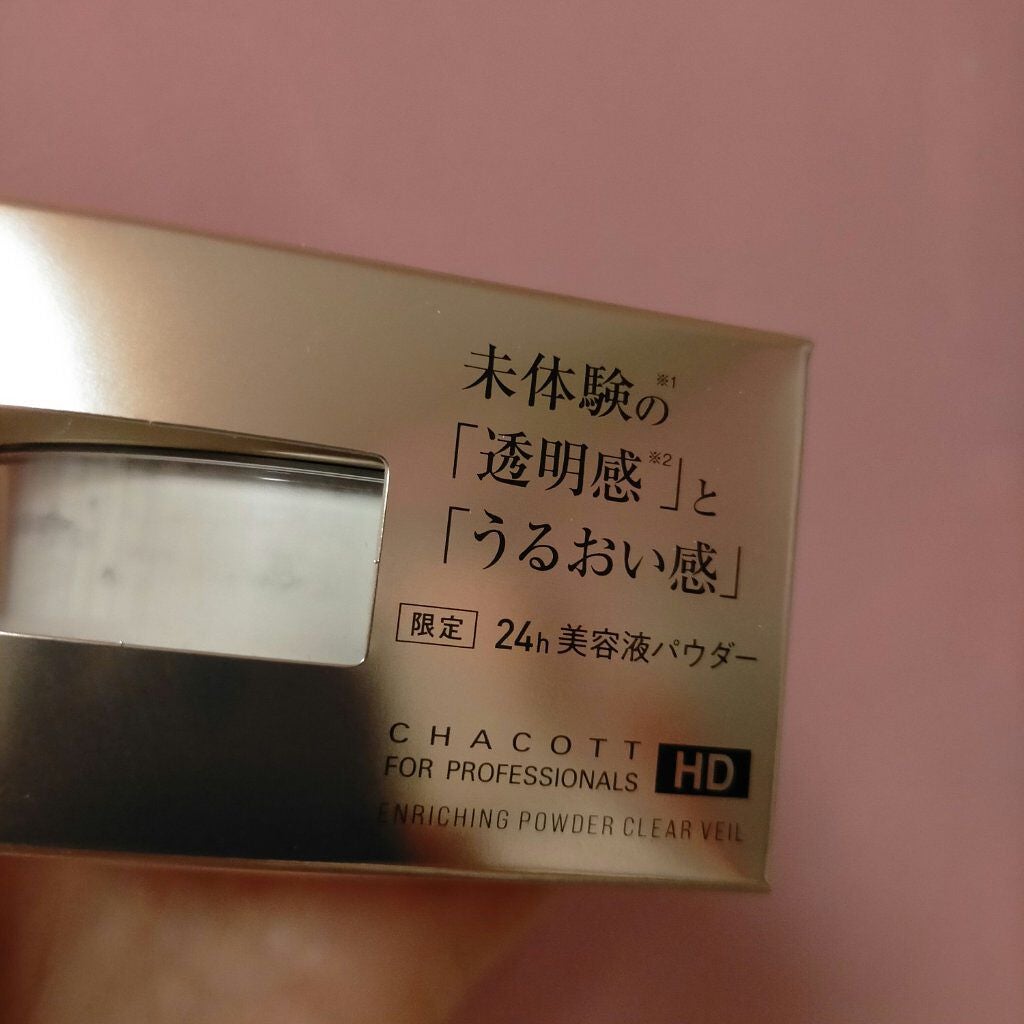 未体験の※1
「透明感※2」と
「うるおい感」
限定 24h 美容液パウダー
CHACOTT
FOR PROFESSIONALS HD
ENRICHING POWDER CLEAR VEIL